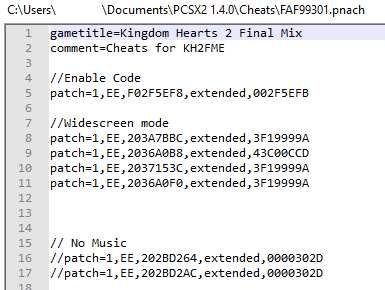 C:\Users\ \Documents\PCSX2 1.4.0\Cheats\FAF99301.pnach
1 gametitle=Kingdom Hearts 2 Final Mix
2 comment=Cheats for KH2FME
3
4 //Enable Code
5 patch=1,EE,F02F5EF8,extended,002F5EFB
6
7 //Widescreen mode
8 patch=1,EE,203A7BBC,extended,3F19999A
9 patch=1,EE,2036A0B8,extended,43C00CCD
10 patch=1,EE,2037153C,extended,3F19999A
11 patch=1,EE,2036A0F0,extended,3F19999A
12
13
14
15 // No Music
16 //patch=1,EE,202BD264,extended,0000302D
17 //patch=1,EE,202BD2AC,extended,0000302D